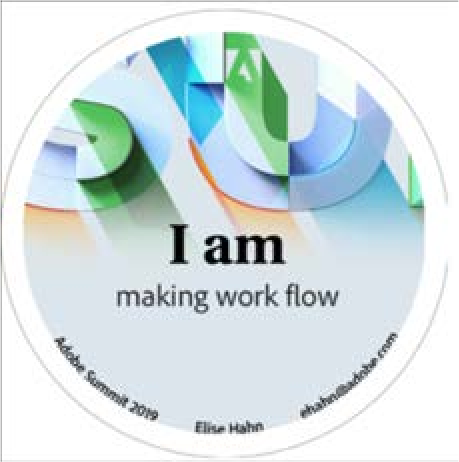 I am
making work flow
Adobe Summit 2019
Elise Hahn
ehahn@adobe.com